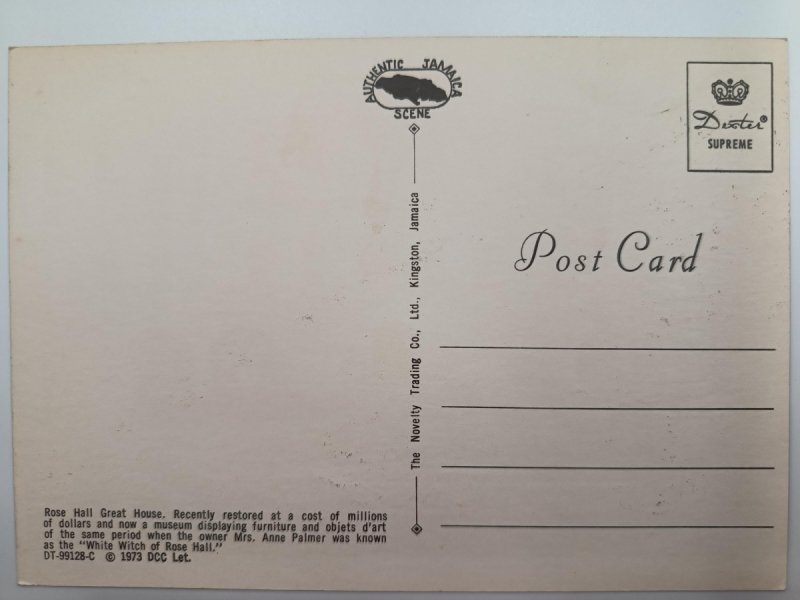 AUTHENTIC JAMAICA
SCENE
Dexter®
SUPREME
Post Card
The Novelty Trading Co., Ltd., Kingston, Jamaica
Rose Hall Great House. Recently restored at a cost of millions
of dollars and now a museum displaying furniture and objets d'art
of the same period when the owner Mrs. Anne Palmer was known
as the "White Witch of Rose Hall."
DT-99128-C © 1973 DCC Let.